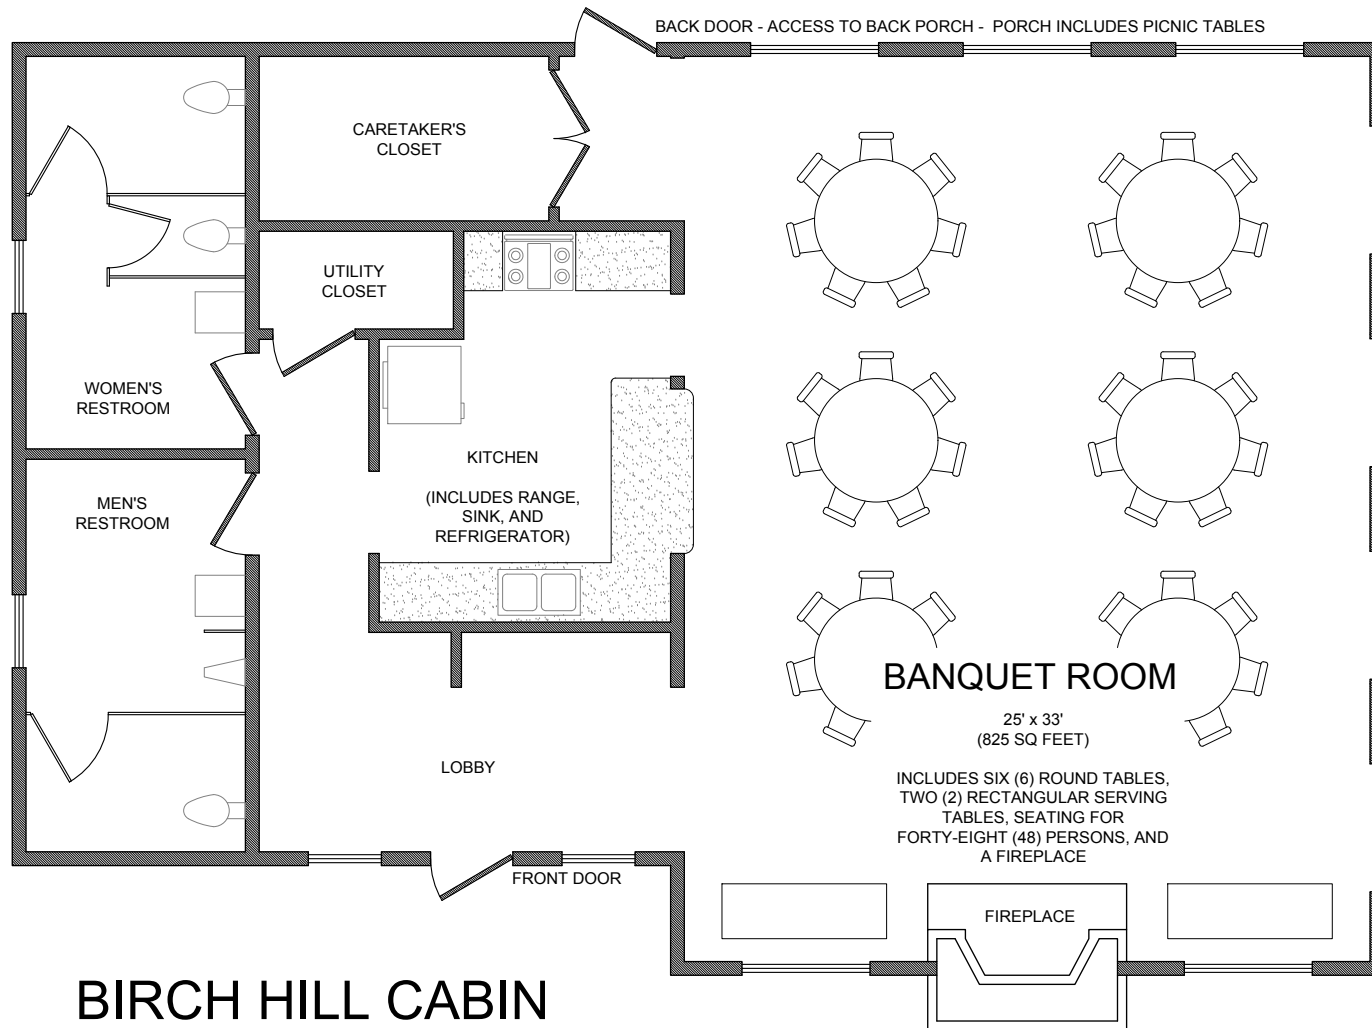 BACK DOOR - ACCESS TO BACK PORCH - PORCH INCLUDES PICNIC TABLES
CARETAKER'S
CLOSET
UTILITY
CLOSET
WOMEN'S
RESTROOM
KITCHEN
(INCLUDES RANGE,
SINK, AND
REFRIGERATOR)
MEN'S
RESTROOM
BANQUET ROOM
25' x 33'
(825 SQ FEET)
INCLUDES SIX (6) ROUND TABLES,
TWO (2) RECTANGULAR SERVING
TABLES, SEATING FOR
FORTY-EIGHT (48) PERSONS, AND
A FIREPLACE
LOBBY
FRONT DOOR
FIREPLACE
BIRCH HILL CABIN